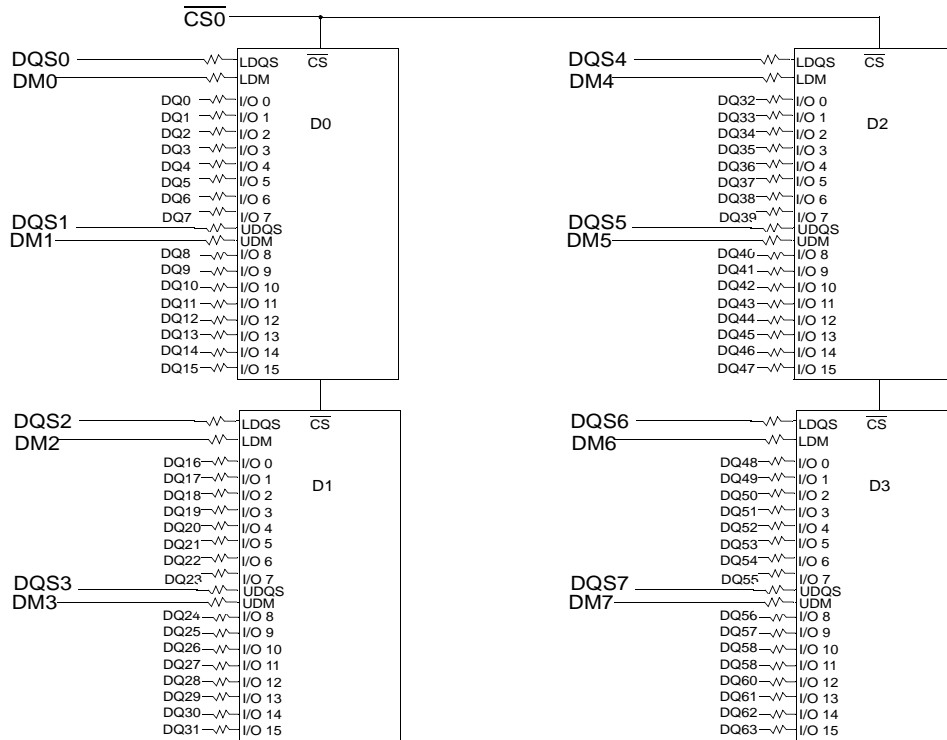 CS0
DQS0 LDQS CS
DM0 LDM
DQ0 I/O 0
DQ1 I/O 1
D0
DQ2 I/O 2
DQ3 I/O 3
DQ4 I/O 4
DQ5 I/O 5
DQ6 I/O 6
DQ7 I/O 7
DQS1 UDQS
DM1 UDM
DQ8 I/O 8
DQ9 I/O 9
DQ10 I/O 10
DQ11 I/O 11
DQ12 I/O 12
DQ13 I/O 13
DQ14 I/O 14
DQ15 I/O 15
DQS4 LDQS CS
DM4 LDM
DQ32 I/O 0
DQ33 I/O 1
D2
DQ34 I/O 2
DQ35 I/O 3
DQ36 I/O 4
DQ37 I/O 5
DQ38 I/O 6
DQ39 I/O 7
DQS5 UDQS
DM5 UDM
DQ40 I/O 8
DQ41 I/O 9
DQ42 I/O 10
DQ43 I/O 11
DQ44 I/O 12
DQ45 I/O 13
DQ46 I/O 14
DQ47 I/O 15
DQS2 LDQS CS
DM2 LDM
DQ16 I/O 0
DQ17 I/O 1
D1
DQ18 I/O 2
DQ19 I/O 3
DQ20 I/O 4
DQ21 I/O 5
DQ22 I/O 6
DQ23 I/O 7
DQS3 UDQS
DM3 UDM
DQ24 I/O 8
DQ25 I/O 9
DQ26 I/O 10
DQ27 I/O 11
DQ28 I/O 12
DQ29 I/O 13
DQ30 I/O 14
DQ31 I/O 15
DQS6 LDQS CS
DM6 LDM
DQ48 I/O 0
DQ49 I/O 1
D3
DQ50 I/O 2
DQ51 I/O 3
DQ52 I/O 4
DQ53 I/O 5
DQ54 I/O 6
DQ55 I/O 7
DQS7 UDQS
DM7 UDM
DQ56 I/O 8
DQ57 I/O 9
DQ58 I/O 10
DQ58 I/O 11
DQ60 I/O 12
DQ61 I/O 13
DQ62 I/O 14
DQ63 I/O 15